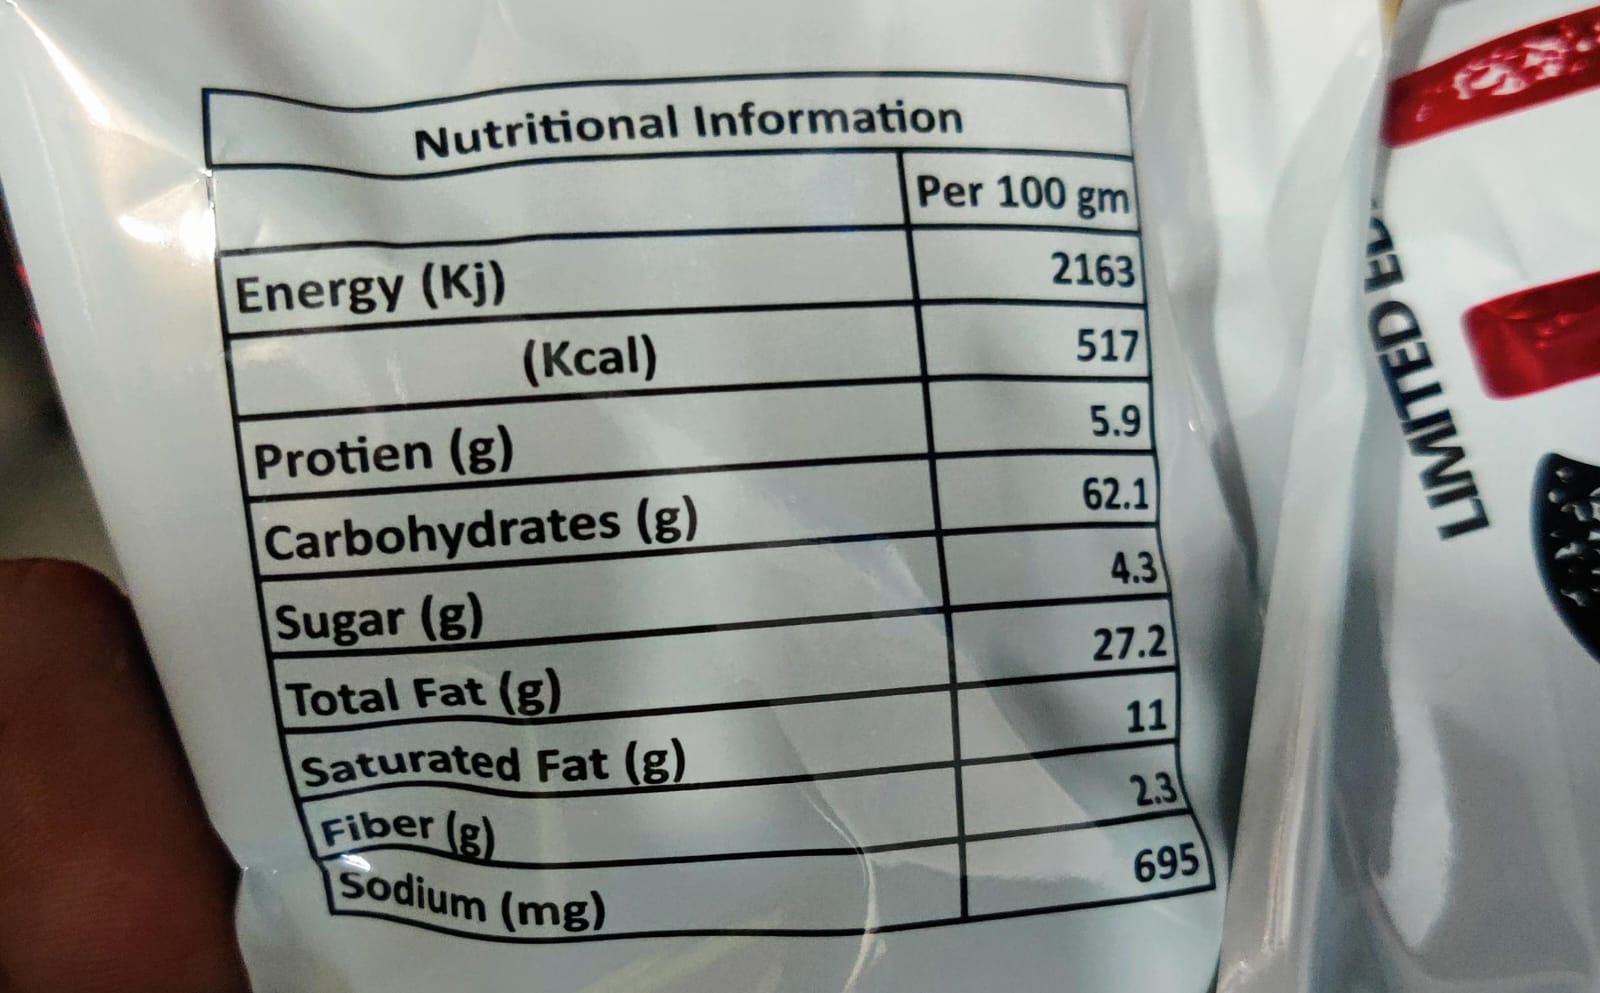 Nutritional Information
Per 100 gm
Energy (Kj) 2163
(Kcal) 517
Protien (g) 5.9
Carbohydrates (g) 62.1
Sugar (g) 4.3
Total Fat (g) 27.2
Saturated Fat (g) 11
Fiber (g) 2.3
Sodium (mg) 695
LIMITED